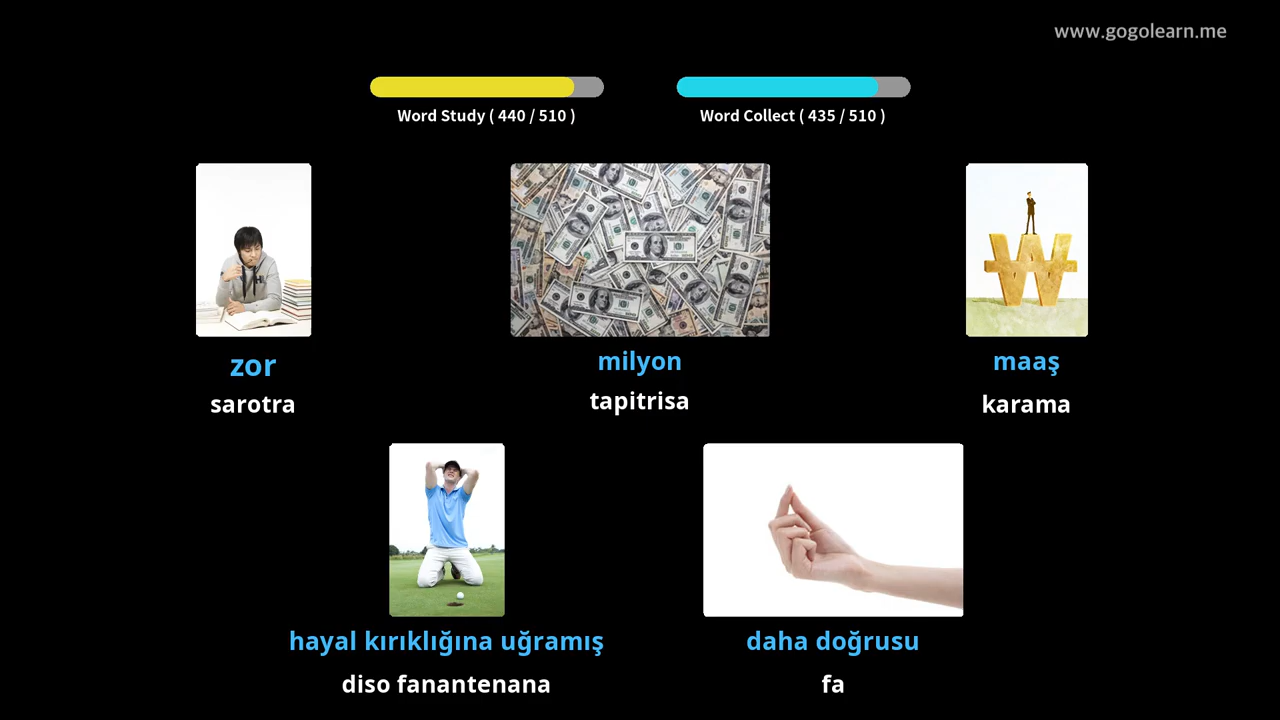 www.gogolearn.me
Word Study ( 440 / 510 )
Word Collect ( 435 / 510 )
zor
sarotra
milyon
tapitrisa
maaş
karama
hayal kırıklığına uğramış
diso fanantenana
daha doğrusu
fa